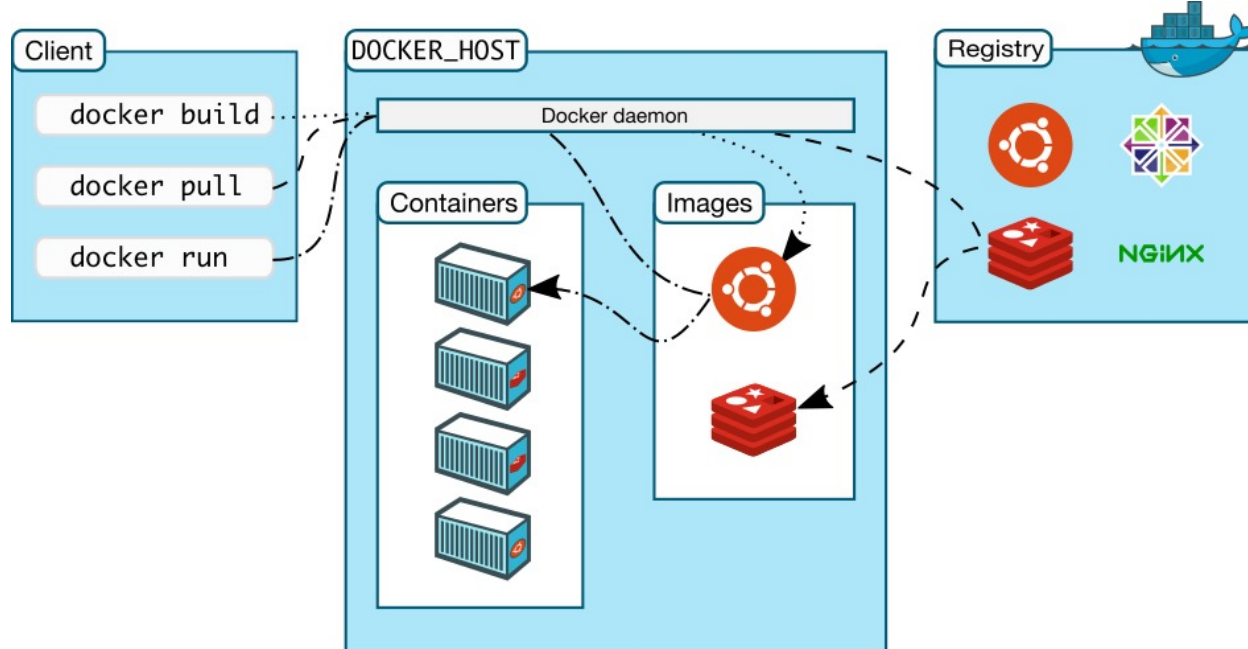 Client
docker build
docker pull
docker run
DOCKER_HOST
Docker daemon
Containers
Images
Registry
NGiNX